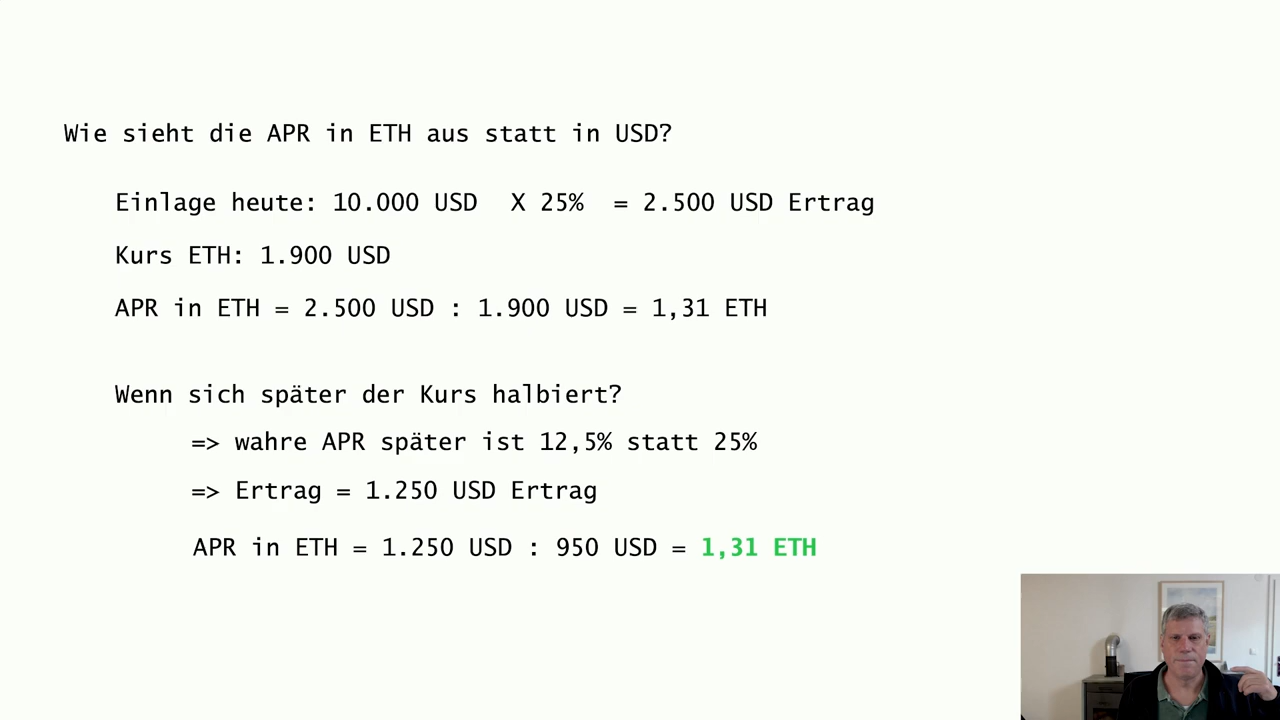 Wie sieht die APR in ETH aus statt in USD?
Einlage heute: 10.000 USD X 25% = 2.500 USD Ertrag
Kurs ETH: 1.900 USD
APR in ETH = 2.500 USD : 1.900 USD = 1,31 ETH
Wenn sich später der Kurs halbiert?
=> wahre APR später ist 12,5% statt 25%
=> Ertrag = 1.250 USD Ertrag
APR in ETH = 1.250 USD : 950 USD = 1,31 ETH